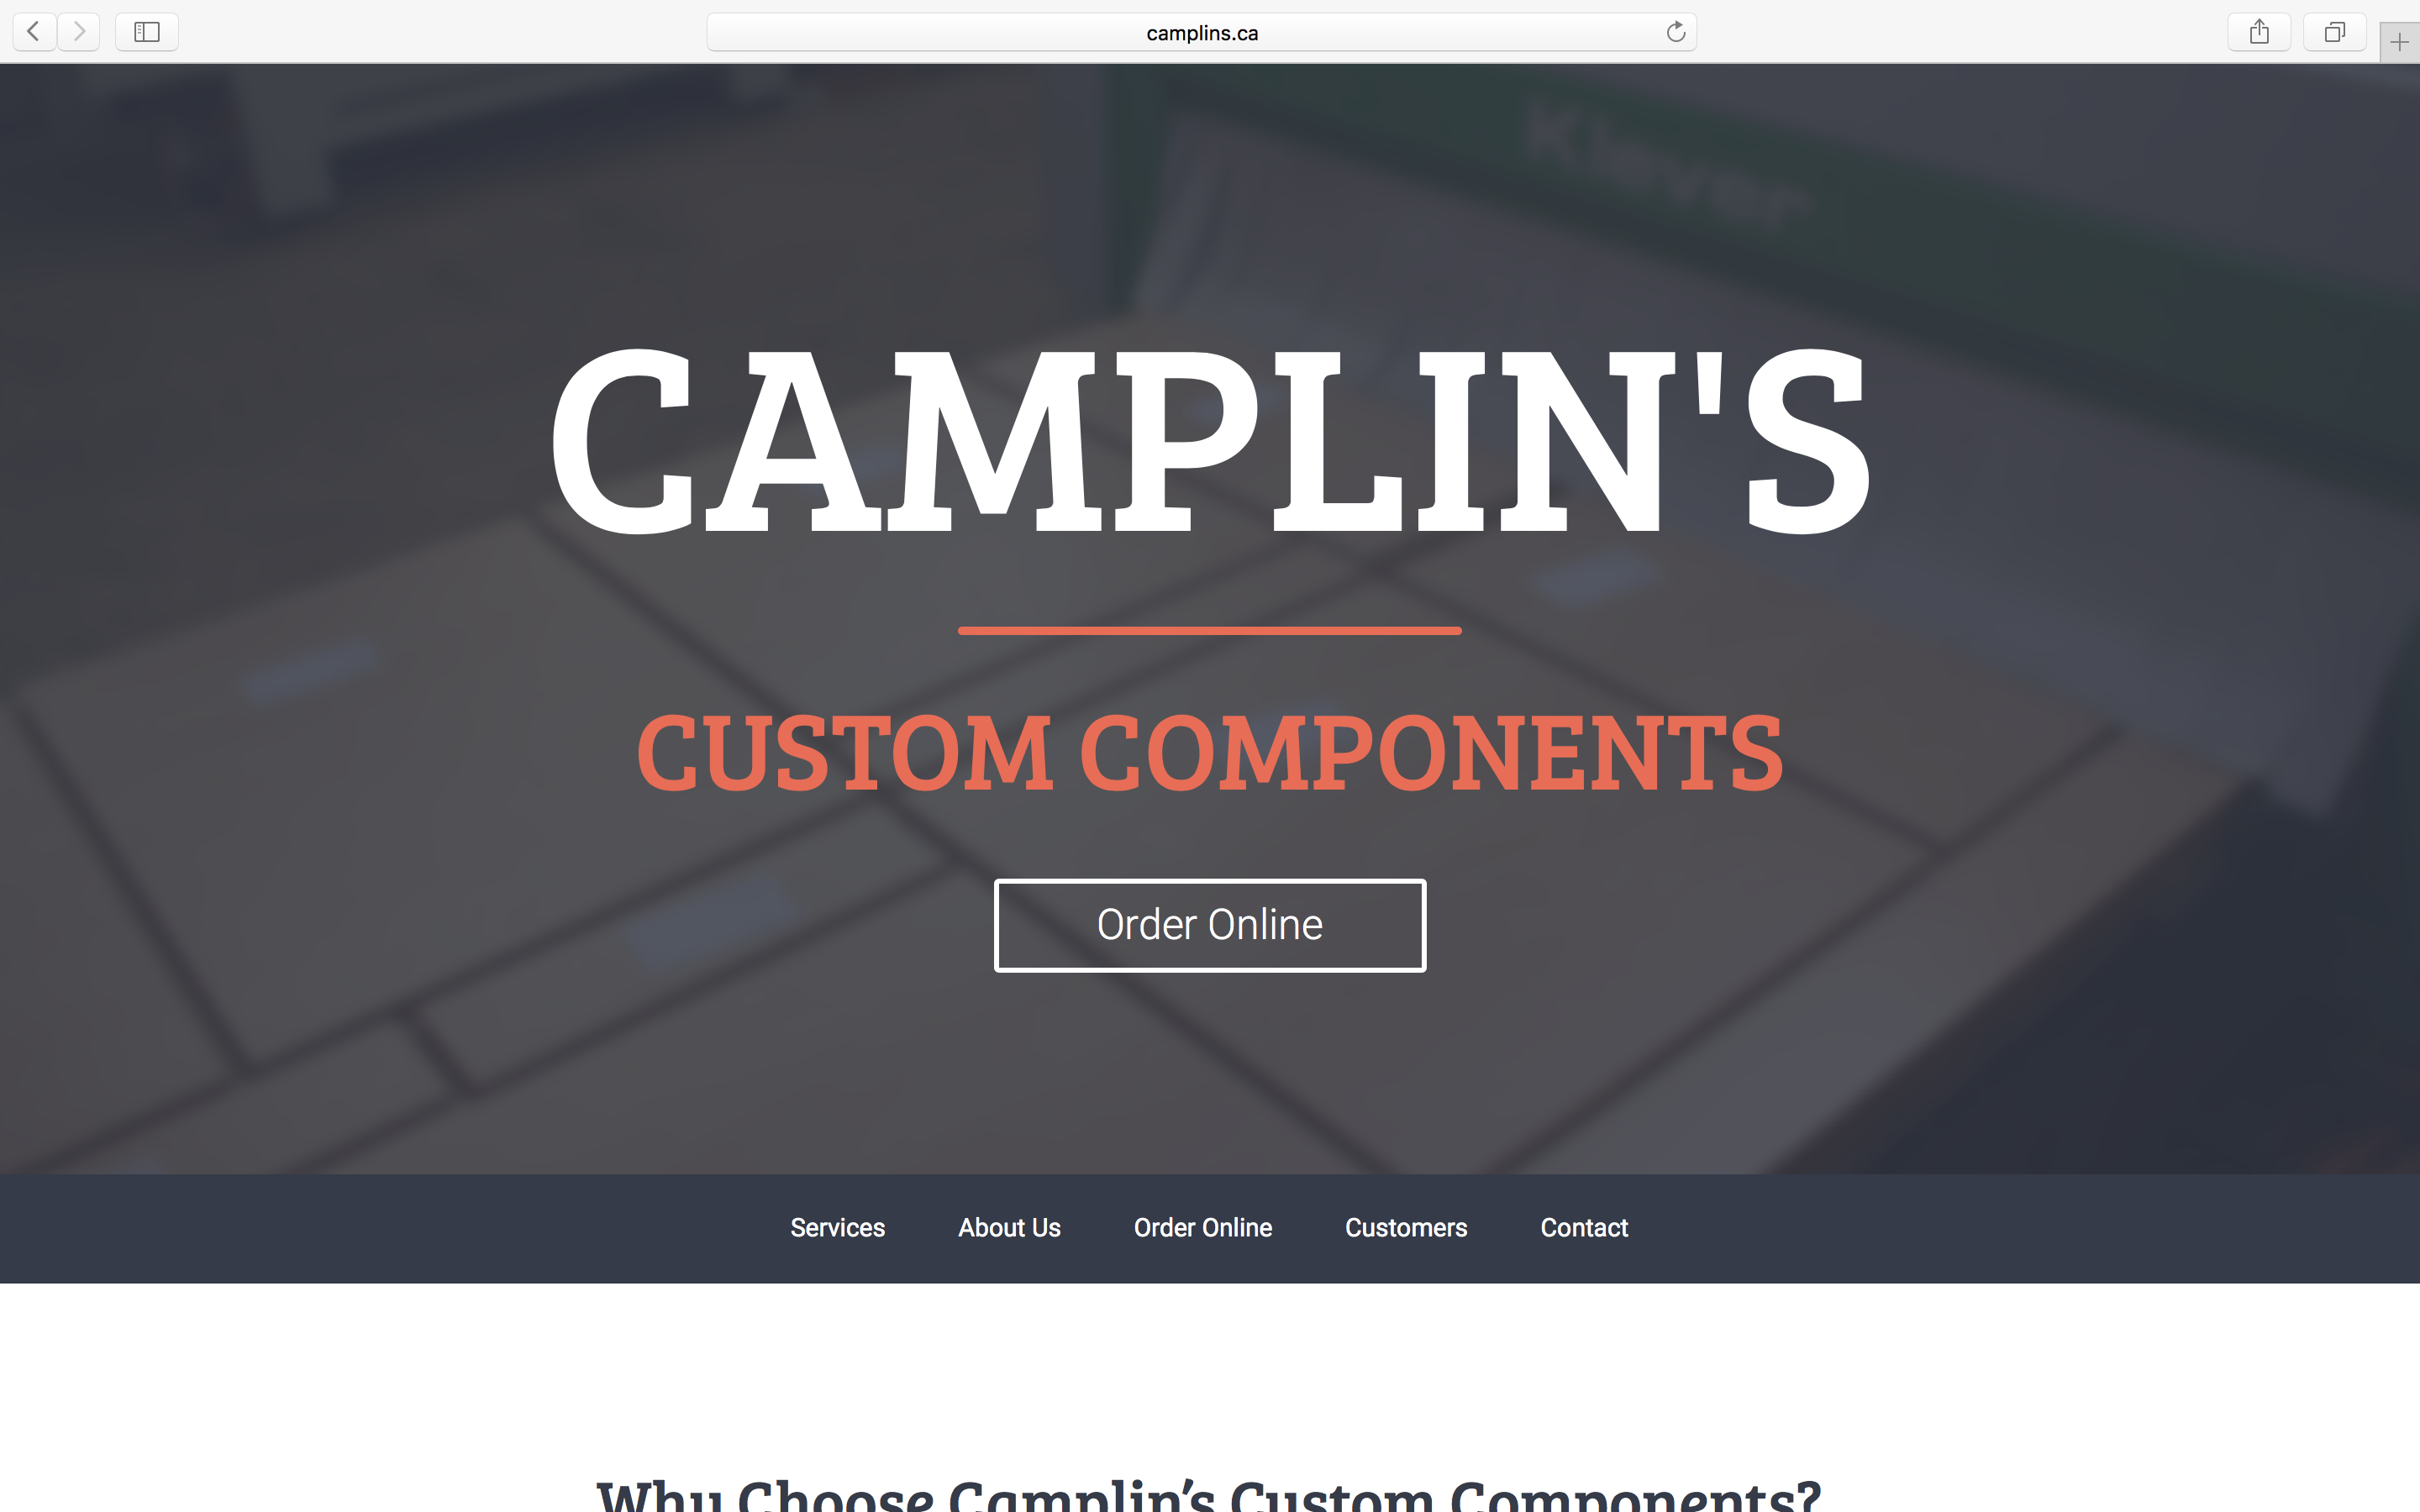 camplins.ca
Klever
CAMPLIN'S
CUSTOM COMPONENTS
Order Online
Services About Us Order Online Customers Contact
Why Choose Camplin’s Custom Components?